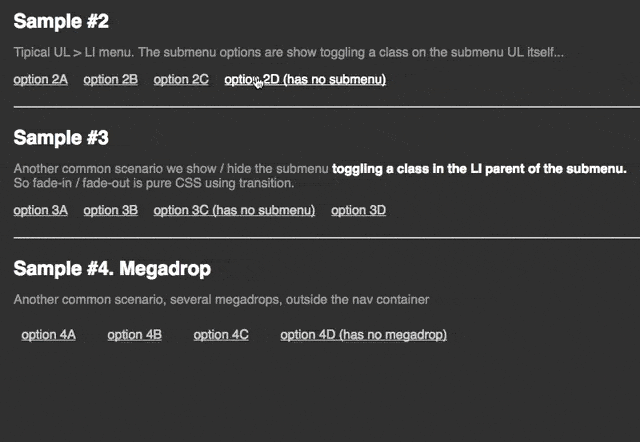 Sample #2
Tipical UL > LI menu. The submenu options are show toggling a class on the submenu UL itself...
option 2A option 2B option 2C option 2D (has no submenu)
Sample #3
Another common scenario we show / hide the submenu toggling a class in the LI parent of the submenu.
So fade-in / fade-out is pure CSS using transition.
option 3A option 3B option 3C (has no submenu) option 3D
Sample #4. Megadrop
Another common scenario, several megadrops, outside the nav container
option 4A option 4B option 4C option 4D (has no megadrop)